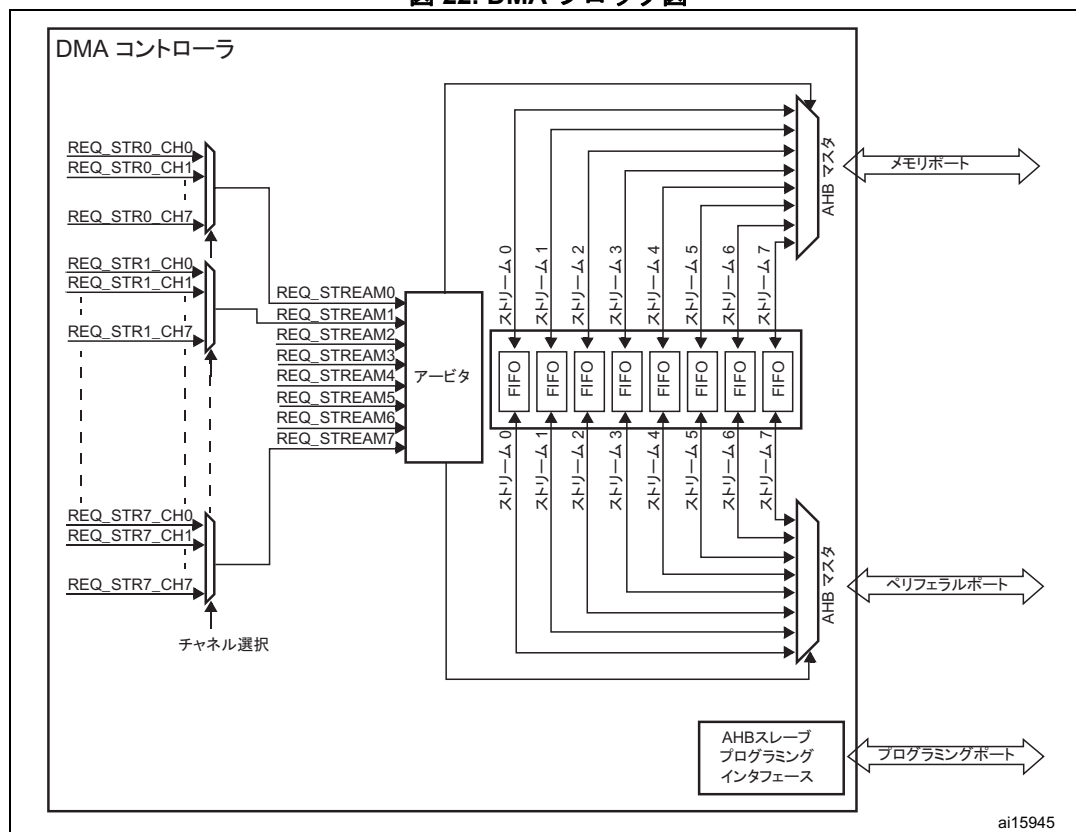 図 22. DMA ブロック図
DMA コントローラ
REQ_STR0_CH0
REQ_STR0_CH1
REQ_STR0_CH7
REQ_STR1_CH0
REQ_STR1_CH1
REQ_STR1_CH7
REQ_STR7_CH0
REQ_STR7_CH1
REQ_STR7_CH7
チャネル選択
REQ_STREAM0
REQ_STREAM1
REQ_STREAM2
REQ_STREAM3
REQ_STREAM4
REQ_STREAM5
REQ_STREAM6
REQ_STREAM7
アービタ
ストリーム 0
ストリーム 1
ストリーム 2
ストリーム 3
ストリーム 4
ストリーム 5
ストリーム 6
ストリーム 7
FIFO
FIFO
FIFO
FIFO
FIFO
FIFO
FIFO
FIFO
ストリーム 0
ストリーム 1
ストリーム 2
ストリーム 3
ストリーム 4
ストリーム 5
ストリーム 6
ストリーム 7
AHB マスタ
メモリポート
AHB マスタ
ペリフェラルポート
AHBスレーブ
プログラミング
インタフェース
プログラミングポート
ai15945